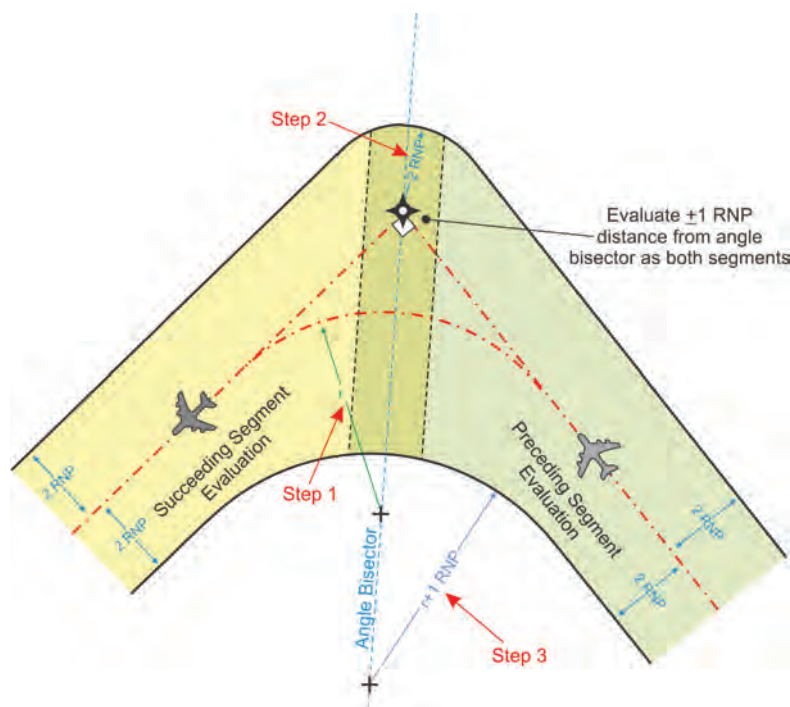 Step 2
2 RNP
Evaluate ±1 RNP
distance from angle
bisector as both segments
Succeeding Segment
Evaluation
Preceding Segment
Evaluation
Step 1
2 RNP
2 RNP
2 RNP
2 RNP
Angle Bisector
r+1 RNP
Step 3